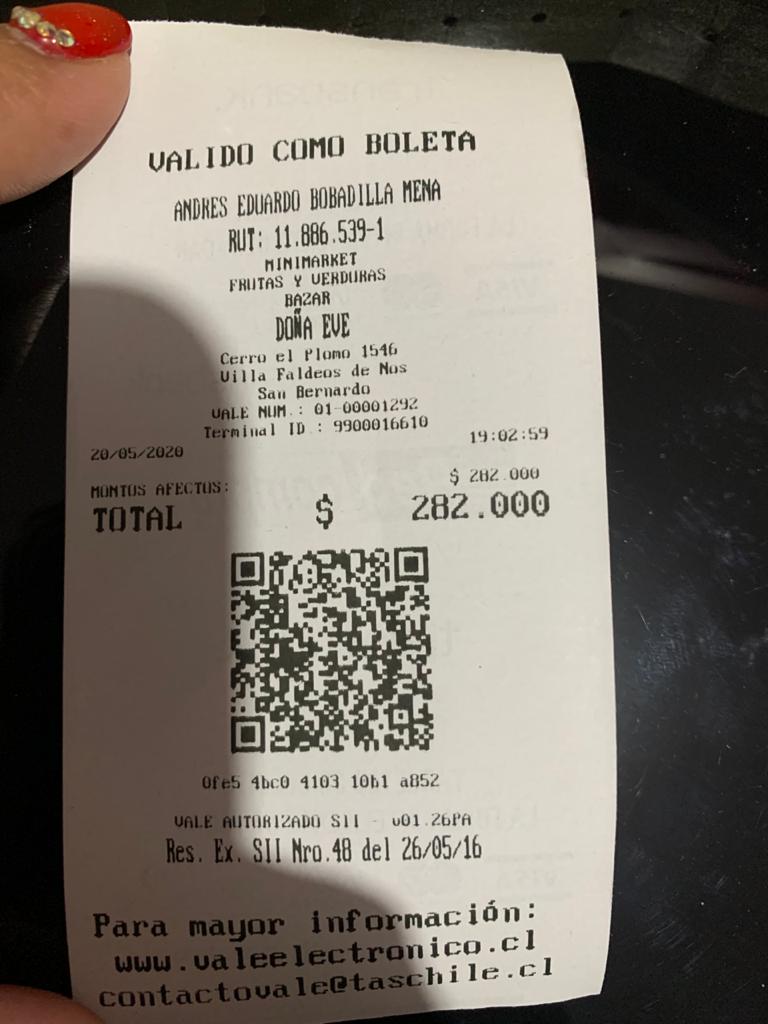 VALIDO COMO BOLETA
ANDRES EDUARDO BOBADILLA MENA
RUT: 11.886.539-1
MINIMARKET
FRUTAS Y VERDURAS
BAZAR
DOÑA EVE
Cerro el Plomo 1546
Villa Faldeos de Nos
San Bernardo
VALE NUM.: 01-00001292
Terminal ID : 9900016610
20/05/2020 19:02:59
MONTOS AFECTOS: $ 282.000
TOTAL $ 282.000
0fe5 4bc0 4103 10b1 a852
VALE AUTORIZADO SII - v01.26PA
Res. Ex. SII Nro.48 del 26/05/16
Para mayor información:
www.valeelectronico.cl
contactovale@taschile.cl